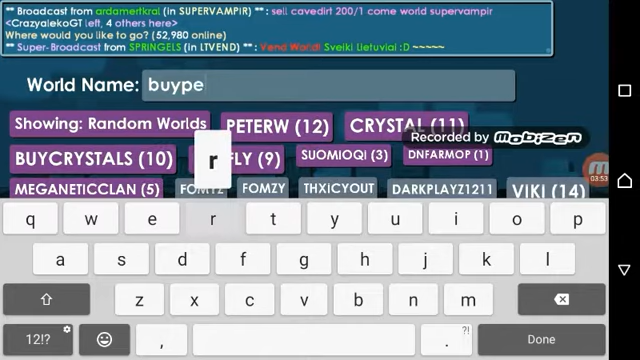 ** Broadcast from ardamertkral (in SUPERVAMPiR) ** : sell cavedirt 200/1 come world supervampir
<CrazyalekoGT left, 4 others here>
Where would you like to go? (52,980 online)
** Super-Broadcast from SPRINGELS (in LTVEND) ** : Vend World! Sveiki Lietuviai :D ~~~~~
World Name: buype
Showing: Random Worlds PETERW (12) CRYSTAL (11)
Recorded by mobizen
BUYCRYSTALS (10) FLY (9) SUOMIOQI (3) DNFARMOP (1)
r
03:53
MEGANETICCLAN (5) FOMYZ FOMZY THXICYOUT DARKPLAYZ1211 VIKI (14)
q w e r t y u i o p
a s d f g h j k l
z x c v b n m
12!? , . ?! Done